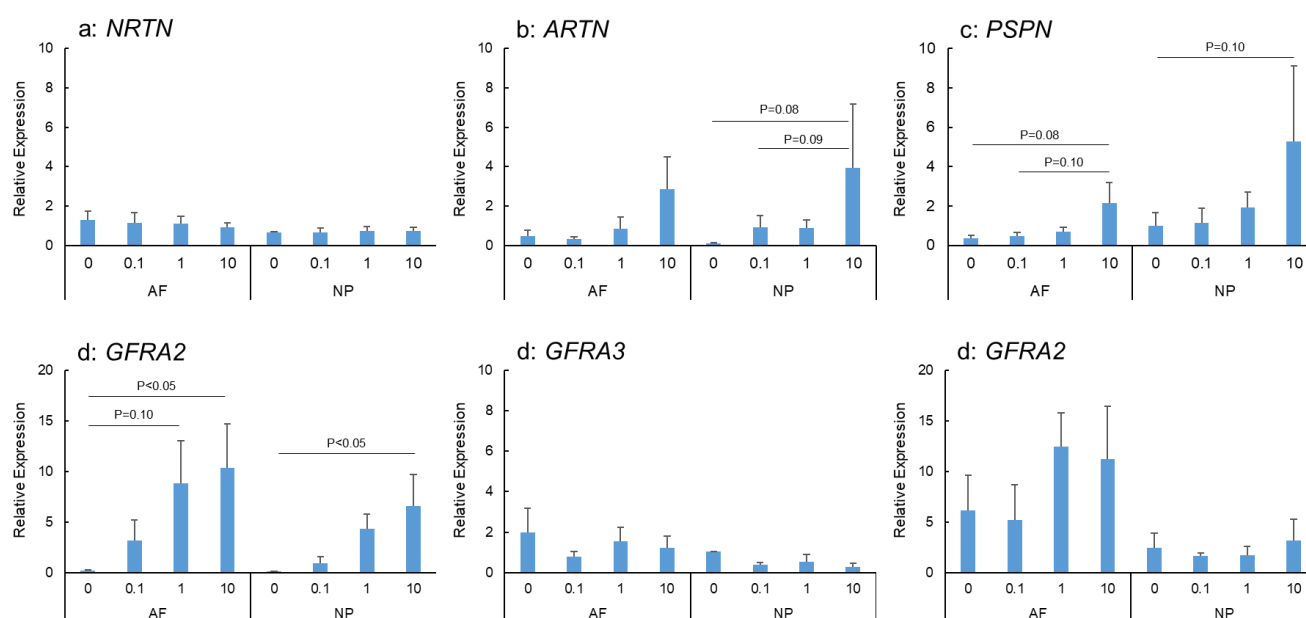 a: NRTN
10
8
6
4
2
0
Relative Expression
0 0.1 1 10 0 0.1 1 10
AF NP
b: ARTN
10
8
6
4
2
0
Relative Expression
P=0.08
P=0.09
0 0.1 1 10 0 0.1 1 10
AF NP
c: PSPN
10
8
6
4
2
0
Relative Expression
P=0.10
P=0.08
P=0.10
0 0.1 1 10 0 0.1 1 10
AF NP
d: GFRA2
20
15
10
5
0
Relative Expression
P<0.05
P=0.10
P<0.05
0 0.1 1 10 0 0.1 1 10
AF NP
d: GFRA3
10
8
6
4
2
0
Relative Expression
0 0.1 1 10 0 0.1 1 10
AF NP
d: GFRA2
20
15
10
5
0
Relative Expression
0 0.1 1 10 0 0.1 1 10
AF NP